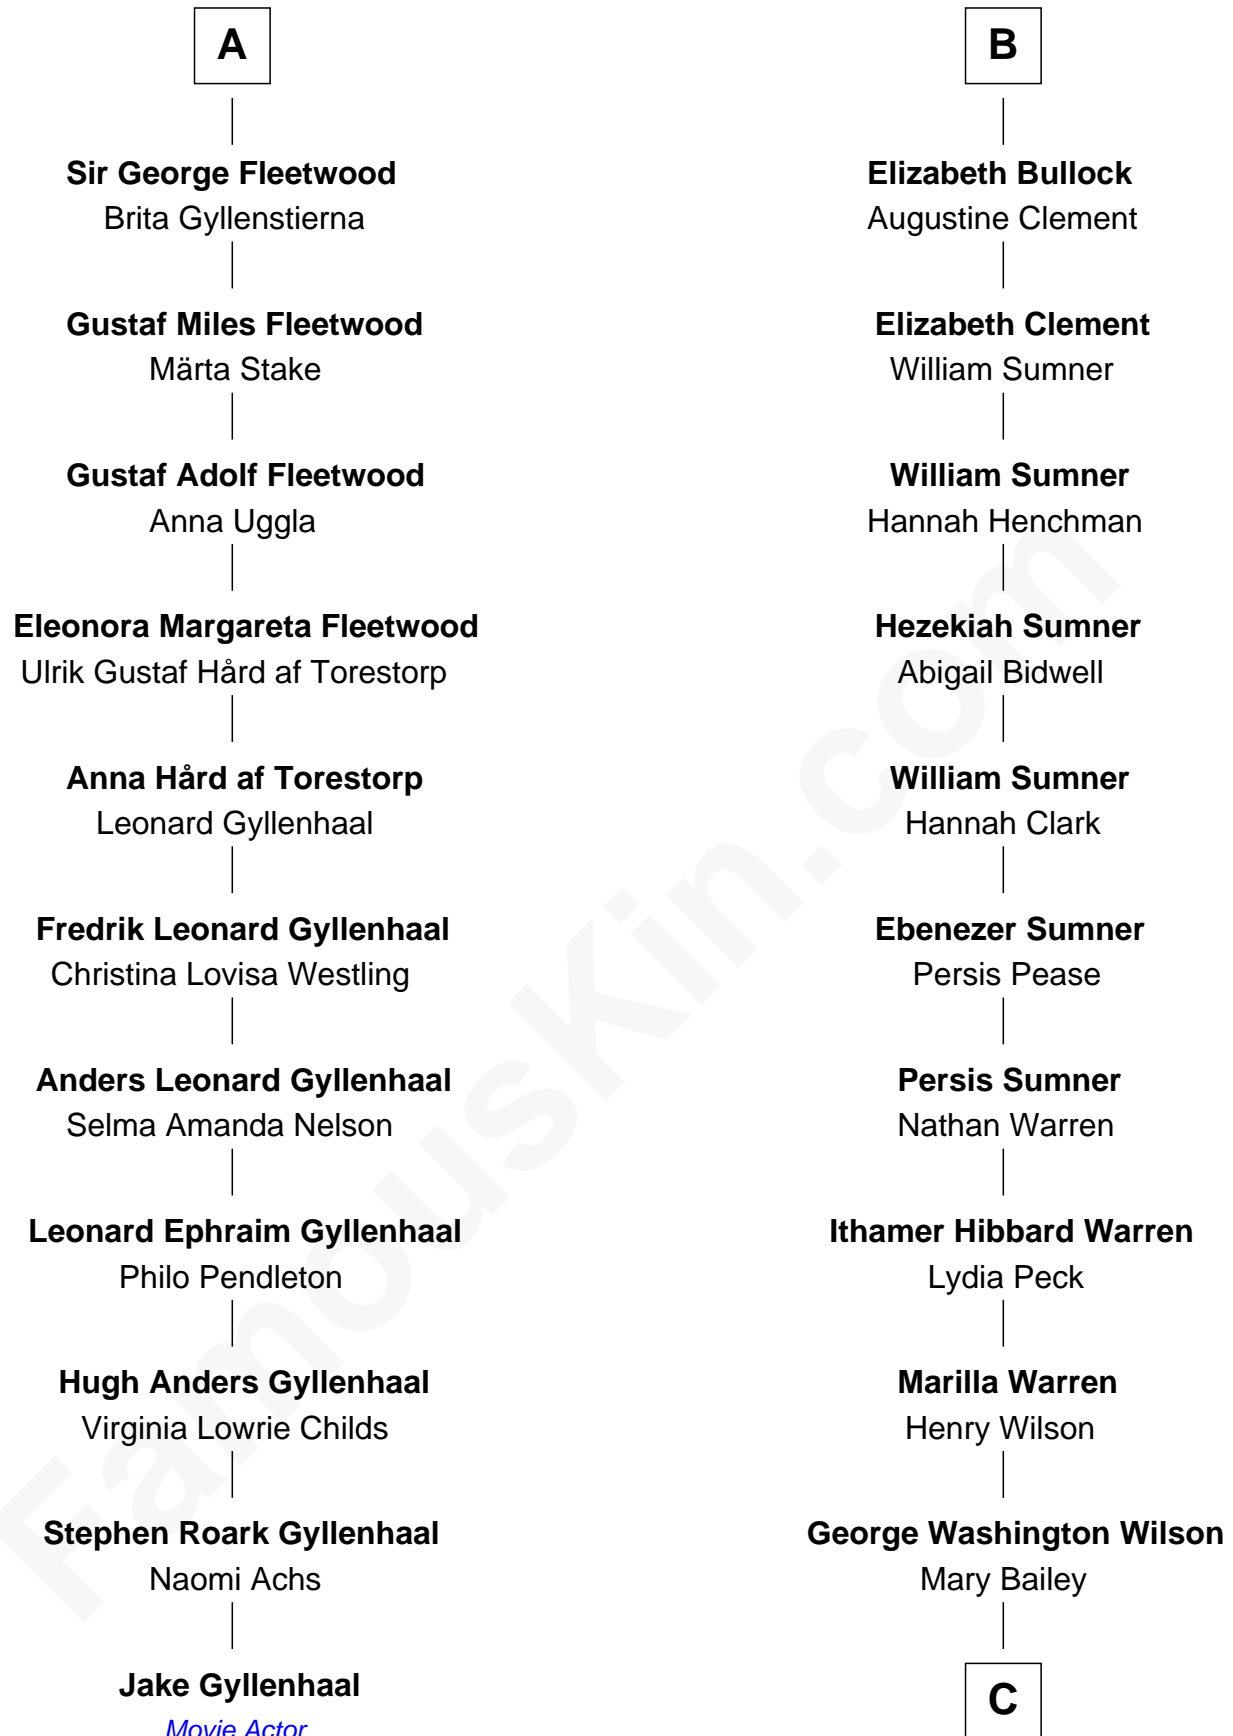 A
Sir George Fleetwood
Brita Gyllenstierna
Gustaf Miles Fleetwood
Märta Stake
Gustaf Adolf Fleetwood
Anna Uggla
Eleonora Margareta Fleetwood
Ulrik Gustaf Hård af Torestorp
Anna Hård af Torestorp
Leonard Gyllenhaal
Fredrik Leonard Gyllenhaal
Christina Lovisa Westling
Anders Leonard Gyllenhaal
Selma Amanda Nelson
Leonard Ephraim Gyllenhaal
Philo Pendleton
Hugh Anders Gyllenhaal
Virginia Lowrie Childs
Stephen Roark Gyllenhaal
Naomi Achs
Jake Gyllenhaal
Movie Actor
B
Elizabeth Bullock
Augustine Clement
Elizabeth Clement
William Sumner
William Sumner
Hannah Henchman
Hezekiah Sumner
Abigail Bidwell
William Sumner
Hannah Clark
Ebenezer Sumner
Persis Pease
Persis Sumner
Nathan Warren
Ithamer Hibbard Warren
Lydia Peck
Marilla Warren
Henry Wilson
George Washington Wilson
Mary Bailey
C
FamousKin.com